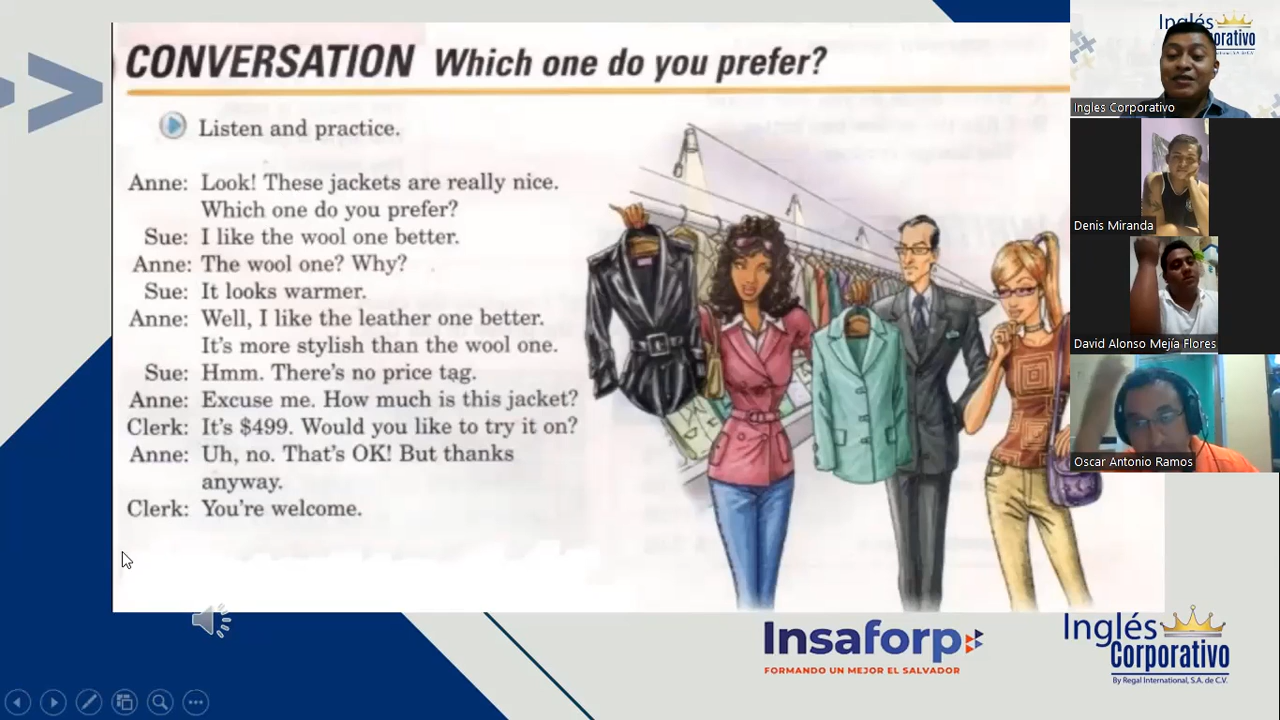 CONVERSATION Which one do you prefer?
Listen and practice.
Anne: Look! These jackets are really nice.
Which one do you prefer?
Sue: I like the wool one better.
Anne: The wool one? Why?
Sue: It looks warmer.
Anne: Well, I like the leather one better.
It's more stylish than the wool one.
Sue: Hmm. There's no price tag.
Anne: Excuse me. How much is this jacket?
Clerk: It's $499. Would you like to try it on?
Anne: Uh, no. That's OK! But thanks
anyway.
Clerk: You're welcome.
Insaforp
FORMANDO UN MEJOR EL SALVADOR
Inglés
Corporativo
By Regal International, S.A. de C.V.
Inglés
orporativo
Ingles Corporativo
Denis Miranda
David Alonso Mejía Flores
Oscar Antonio Ramos